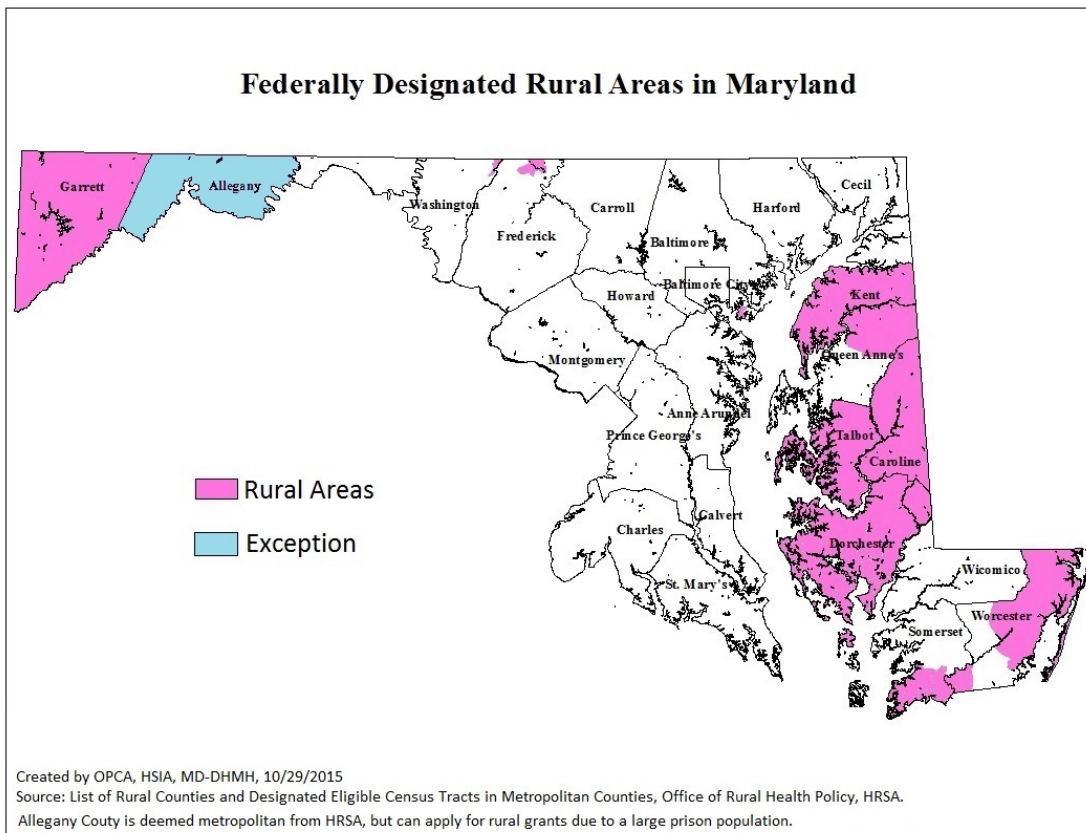 Federally Designated Rural Areas in Maryland
Garrett
Allegany
Washington
Frederick
Carroll
Baltimore
Harford
Cecil
Baltimore City
Howard
Kent
Montgomery
Queen Anne's
Anne Arundel
Prince George's
Talbot
Caroline
Rural Areas
Exception
Charles
Calvert
Dorchester
St. Mary's
Wicomico
Worcester
Somerset
Created by OPCA, HSIA, MD-DHMH, 10/29/2015
Source: List of Rural Counties and Designated Eligible Census Tracts in Metropolitan Counties, Office of Rural Health Policy, HRSA.
Allegany Couty is deemed metropolitan from HRSA, but can apply for rural grants due to a large prison population.